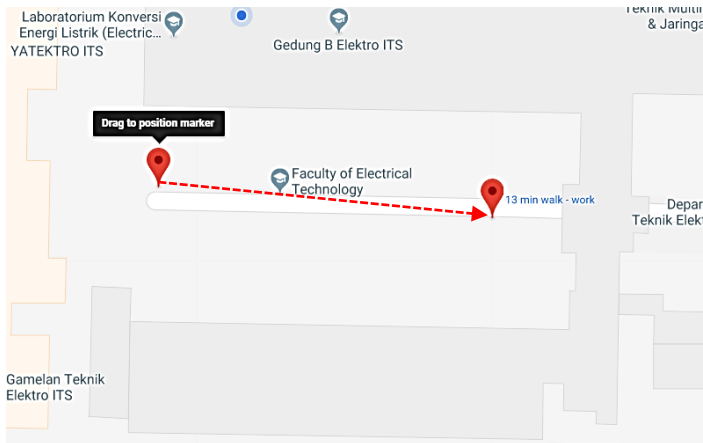 Laboratorium Konversi
Energi Listrik (Electric...
YATEKTRO ITS
Gedung B Elektro ITS
Teknik Multim
& Jaringa
Drag to position marker
Faculty of Electrical
Technology
13 min walk - work
Depar
Teknik Elekt
Gamelan Teknik
Elektro ITS